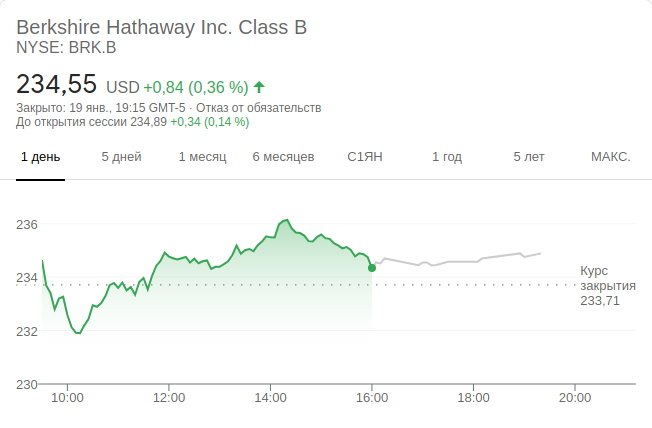 Berkshire Hathaway Inc. Class B
NYSE: BRK.B
234,55 USD +0,84 (0,36 %)
Закрыто: 19 янв., 19:15 GMT-5 · Отказ от обязательств
До открытия сессии 234,89 +0,34 (0,14 %)
1 день 5 дней 1 месяц 6 месяцев С1ЯН 1 год 5 лет МАКС.
236
234
232
230
Курс
закрытия
233,71
10:00 12:00 14:00 16:00 18:00 20:00